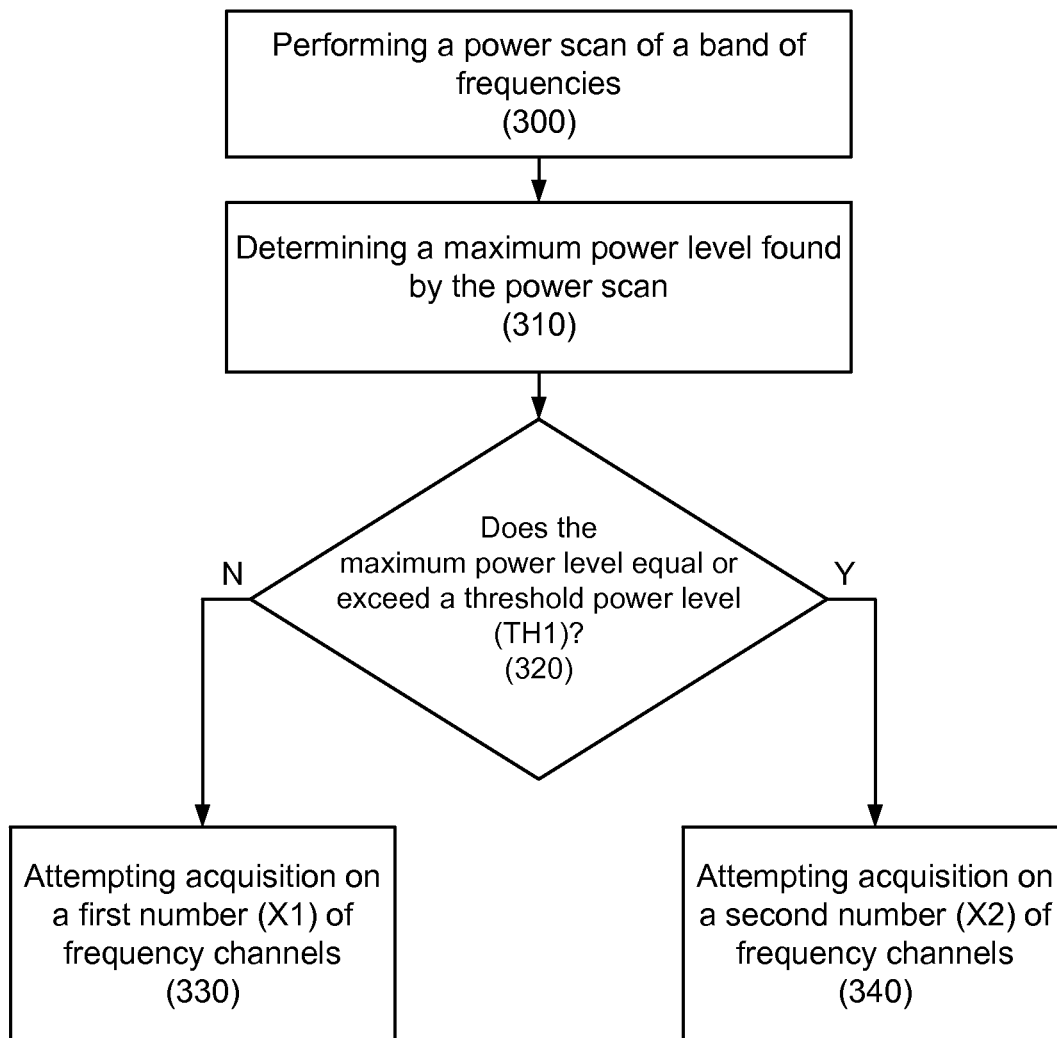 Performing a power scan of a band of
frequencies
(300)
Determining a maximum power level found
by the power scan
(310)
Does the
maximum power level equal or
exceed a threshold power level
(TH1)?
(320)
N
Y
Attempting acquisition on
a first number (X1) of
frequency channels
(330)
Attempting acquisition on
a second number (X2) of
frequency channels
(340)